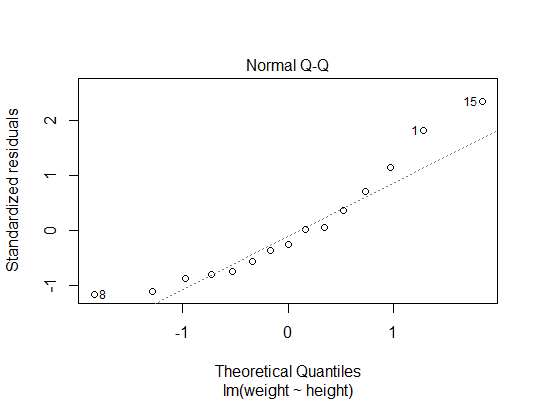 Normal Q-Q
Standardized residuals
2
1
0
-1
15
1
8
-1
0
1
Theoretical Quantiles
lm(weight ~ height)